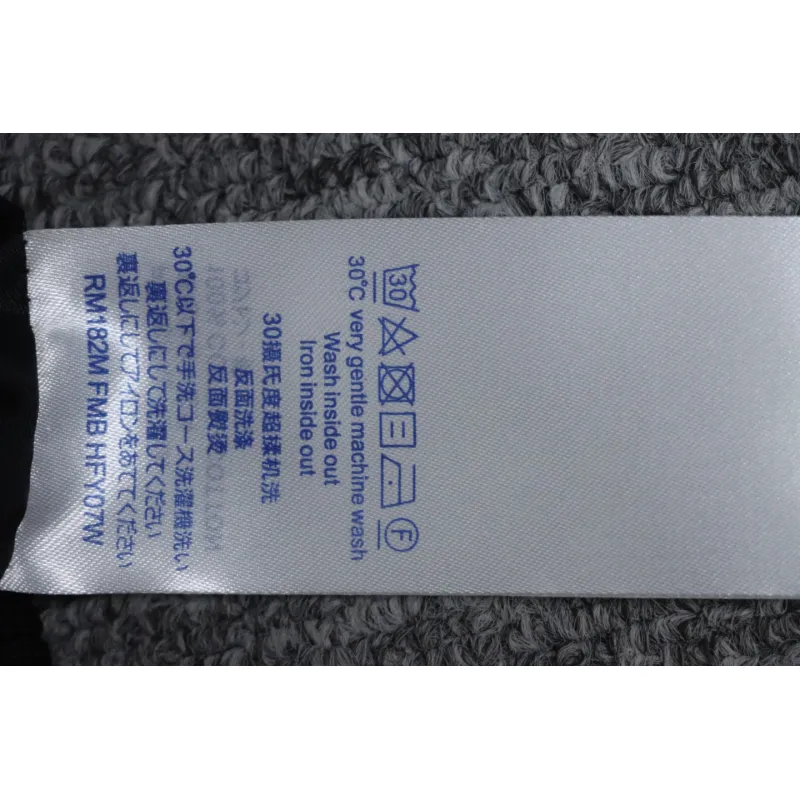 30
F
30°C very gentle machine wash
Wash inside out
Iron inside out
30摄氏度超揉机洗
反面洗涤
反面熨烫
30℃以下で手洗コース洗濯機洗い
裏返しにして洗濯してください
裏返しにしてアイロンをあててください
RM182M FMB HFY07W